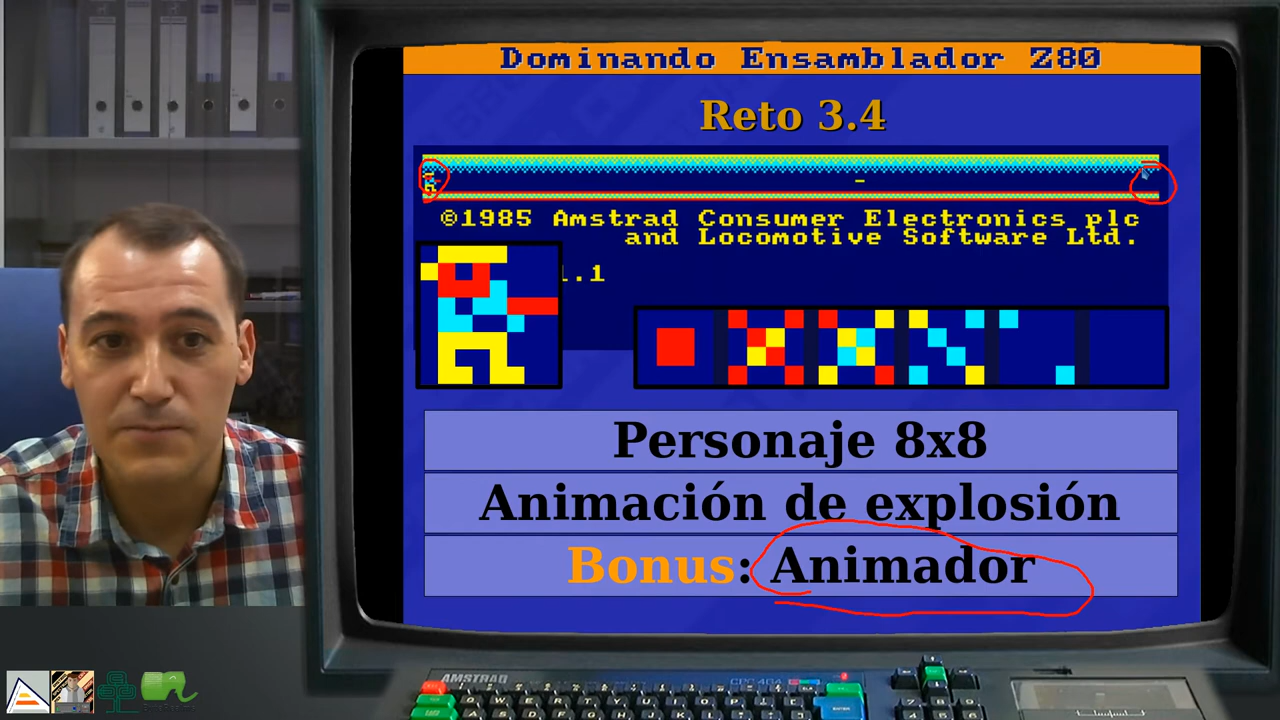 Dominando Ensamblador Z80
Reto 3.4
©1985 Amstrad Consumer Electronics plc
and Locomotive Software Ltd.
1.1
Personaje 8x8
Animación de explosión
Bonus: Animador
AMSTRAD